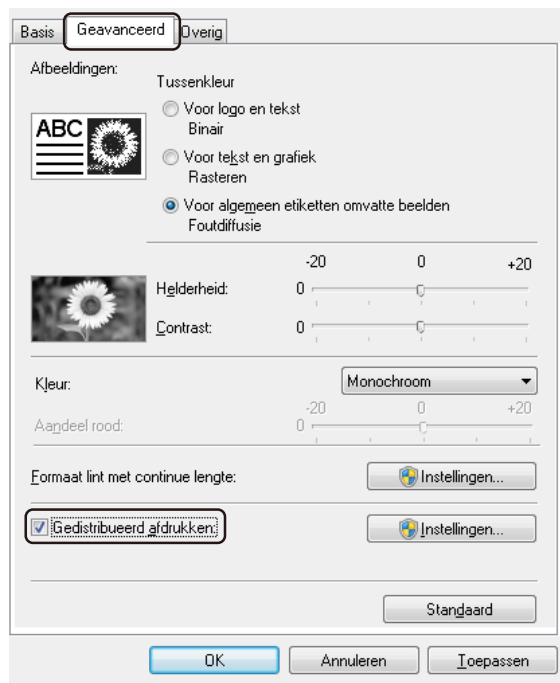 Basis Geavanceerd Overig
Afbeeldingen:
Tussenkleur
ABC
Voor logo en tekst
Binair
Voor tekst en grafiek
Rasteren
Voor algemeen etiketten omvatte beelden
Foutdiffusie
-20 0 +20
Helderheid: 0
Contrast: 0
Kleur: Monochroom
-20 0 +20
Aandeel rood: 0
Formaat lint met continue lengte: Instellingen...
Gedistribueerd afdrukken: Instellingen...
Standaard
OK Annuleren Toepassen